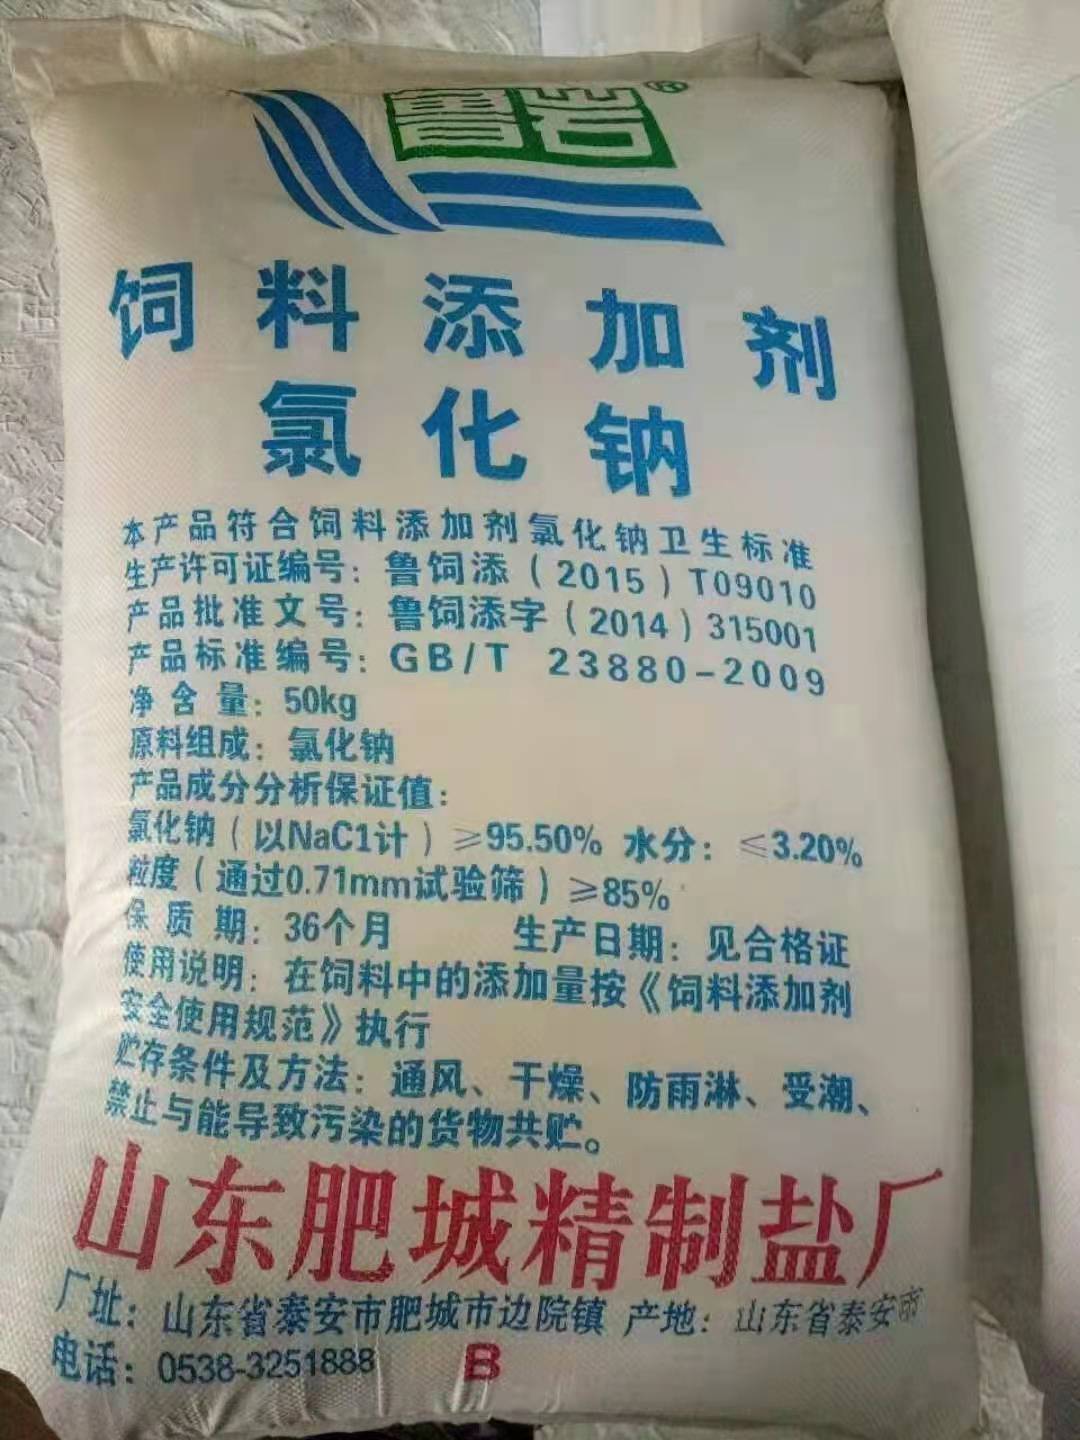 鲁岩®
饲料添加剂
氯化钠
本产品符合饲料添加剂氯化钠卫生标准
生产许可证编号：鲁饲添（2015）T09010
产品批准文号：鲁饲添字（2014）315001
产品标准编号：GB/T 23880-2009
净含量：50kg
原料组成：氯化钠
产品成分分析保证值：
氯化钠（以NaC1计）≥95.50% 水分：≤3.20%
粒度（通过0.71mm试验筛）≥85%
保质期：36个月 生产日期：见合格证
使用说明：在饲料中的添加量按《饲料添加剂
安全使用规范》执行
贮存条件及方法：通风、干燥、防雨淋、受潮、
禁止与能导致污染的货物共贮。
山东肥城精制盐厂
厂址：山东省泰安市肥城市边院镇 产地：山东省泰安市
电话：0538-3251888 B